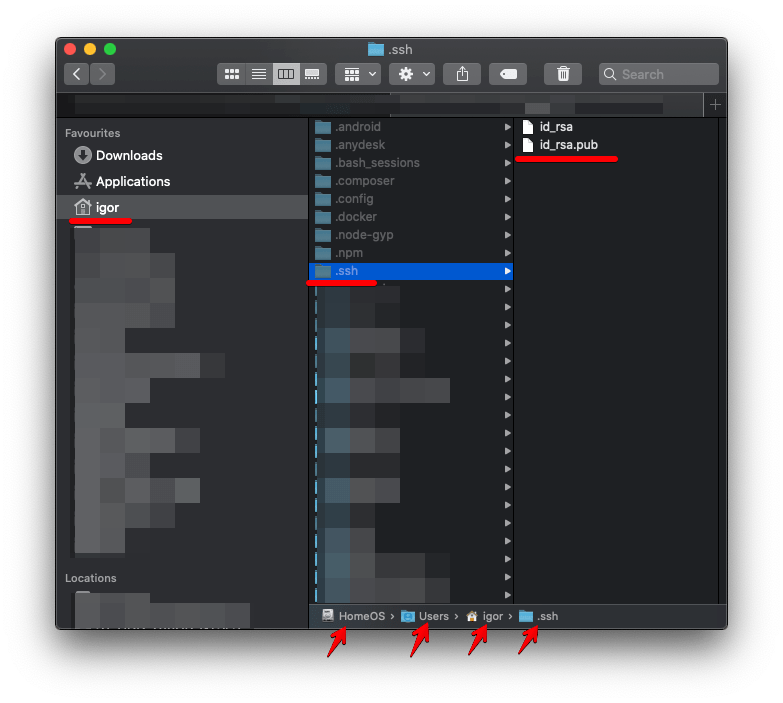 .ssh
Search
Favourites
Downloads
Applications
igor
.android
.anydesk
.bash_sessions
.composer
.config
.docker
.node-gyp
.npm
.ssh
id_rsa
id_rsa.pub
Locations
HomeOS › Users › igor › .ssh